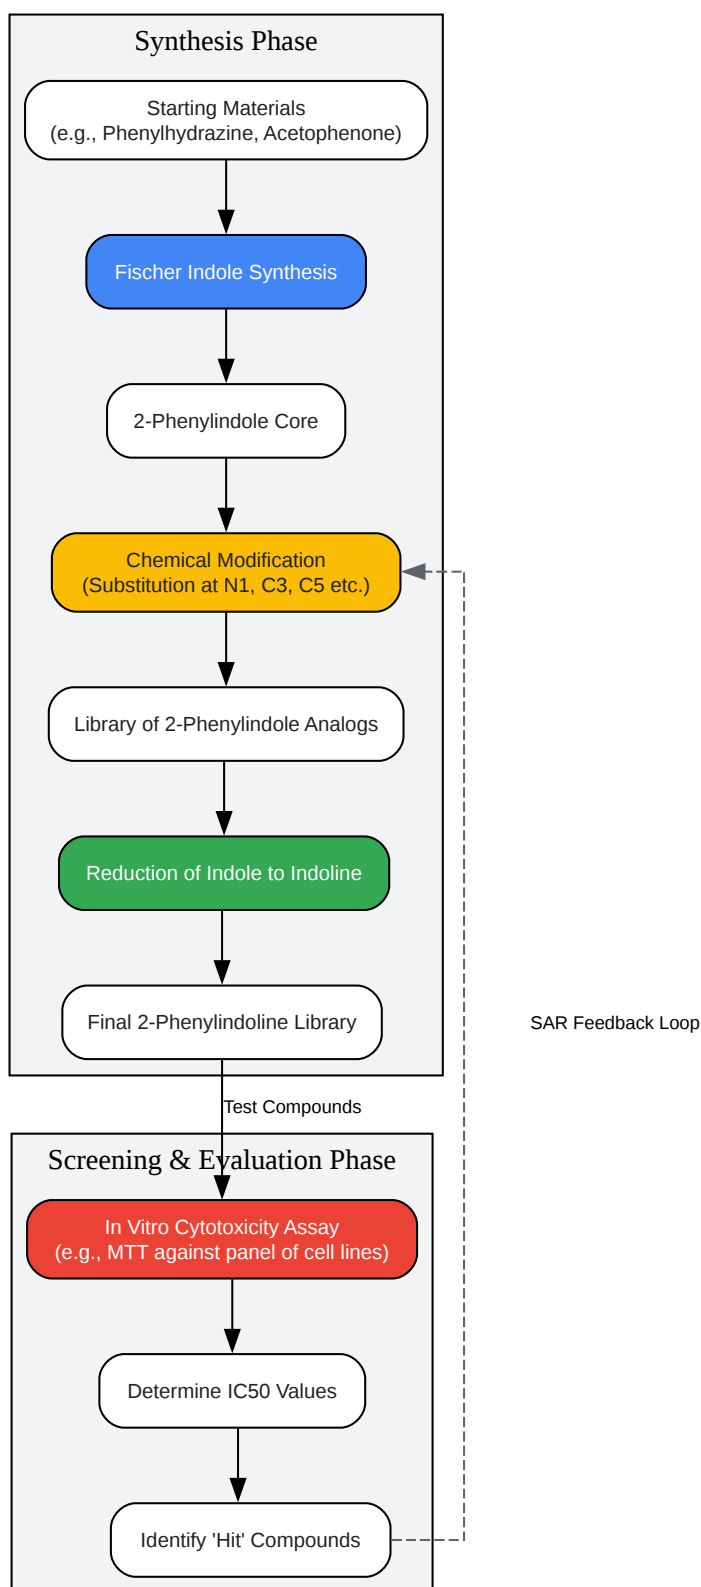 Synthesis Phase
Starting Materials
(e.g., Phenylhydrazine, Acetophenone)
Fischer Indole Synthesis
2-Phenylindole Core
Chemical Modification
(Substitution at N1, C3, C5 etc.)
Library of 2-Phenylindole Analogs
Reduction of Indole to Indoline
Final 2-Phenylindoline Library
SAR Feedback Loop
Test Compounds
Screening & Evaluation Phase
In Vitro Cytotoxicity Assay
(e.g., MTT against panel of cell lines)
Determine IC50 Values
Identify 'Hit' Compounds